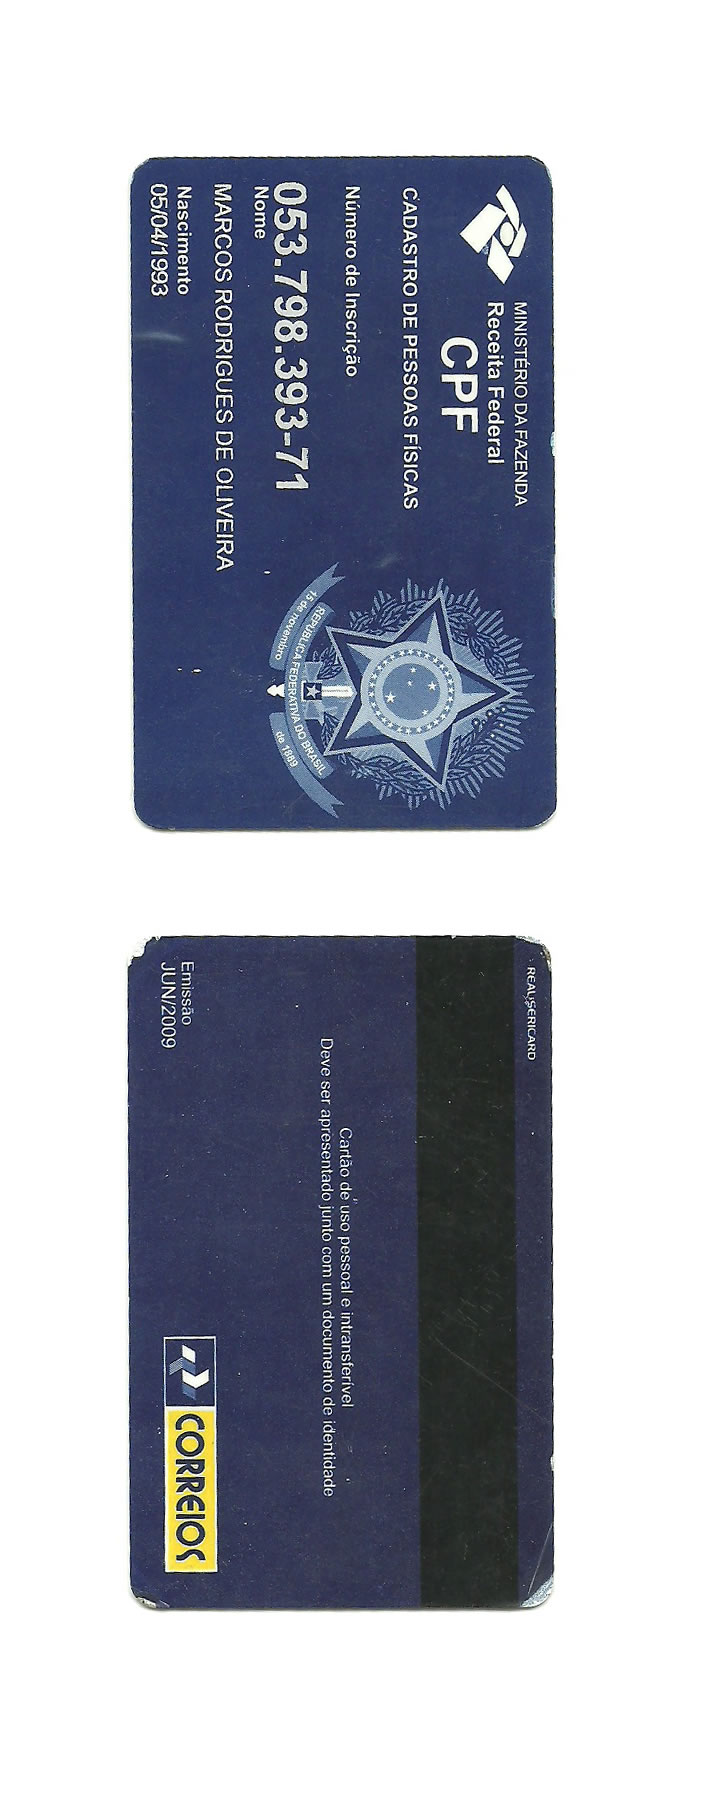 MINISTÉRIO DA FAZENDA
Receita Federal
CPF
CADASTRO DE PESSOAS FÍSICAS
Número de Inscrição
053.798.393-71
Nome
MARCOS RODRIGUES DE OLIVEIRA
Nascimento
05/04/1993
REPÚBLICA FEDERATIVA DO BRASIL
15 de novembro
de 1889
REAL/SERICARD
Cartão de uso pessoal e intransferível
Deve ser apresentado junto com um documento de identidade
Emissão
JUN/2009
CORREIOS